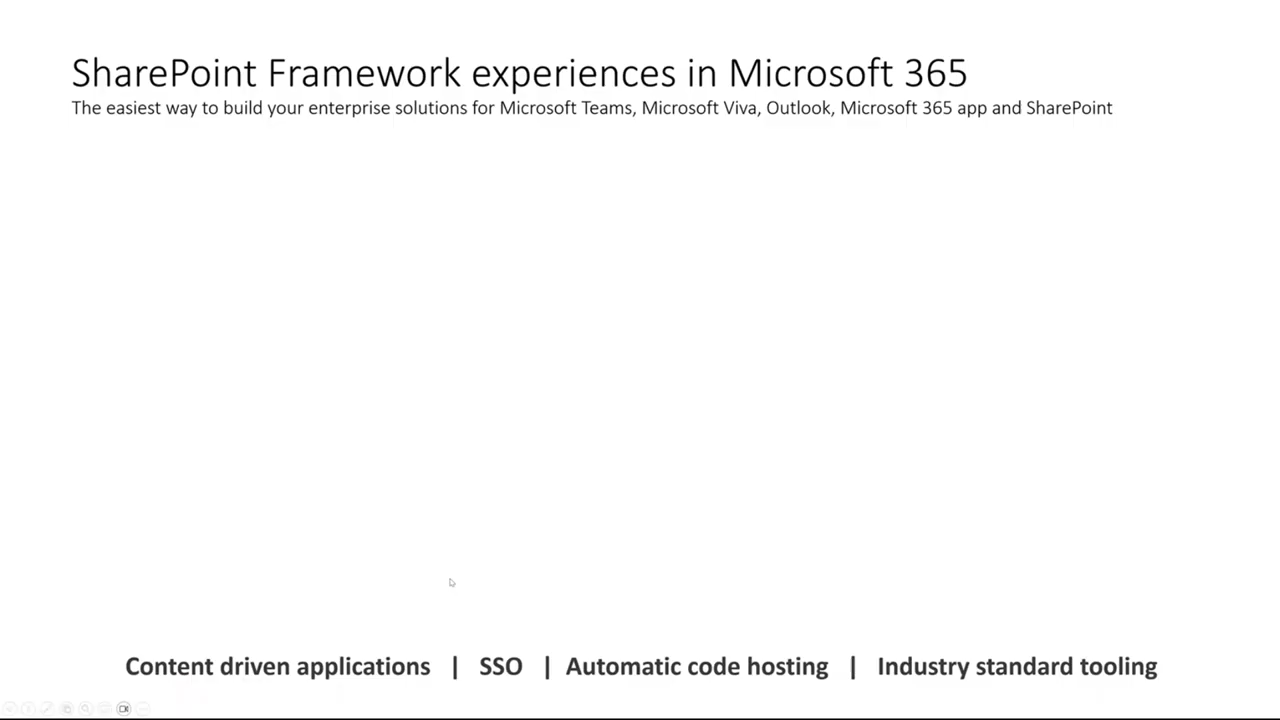 SharePoint Framework experiences in Microsoft 365
The easiest way to build your enterprise solutions for Microsoft Teams, Microsoft Viva, Outlook, Microsoft 365 app and SharePoint
Content driven applications | SSO | Automatic code hosting | Industry standard tooling